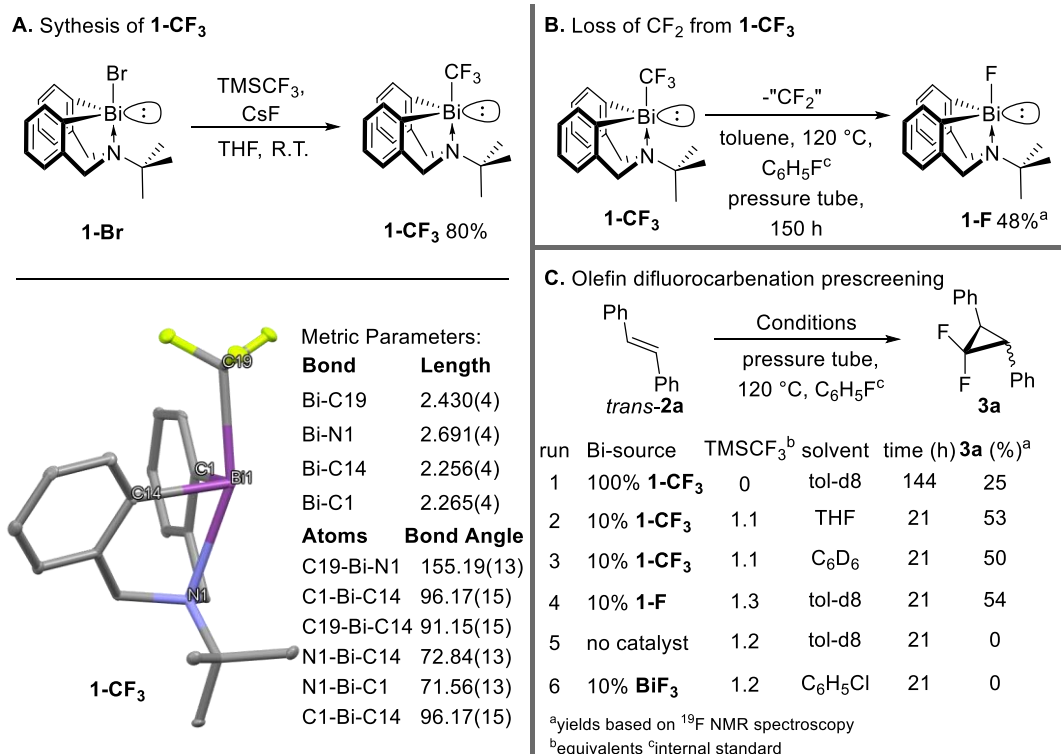 A. Sythesis of 1-CF₃
Br
Bi
:
N
1-Br
TMSCF₃,
CsF
THF, R.T.
CF₃
Bi
:
N
1-CF₃ 80%
C19
C1
Bi1
C14
N1
1-CF₃
Metric Parameters:
Bond Length
Bi-C19 2.430(4)
Bi-N1 2.691(4)
Bi-C14 2.256(4)
Bi-C1 2.265(4)
Atoms Bond Angle
C19-Bi-N1 155.19(13)
C1-Bi-C14 96.17(15)
C19-Bi-C14 91.15(15)
N1-Bi-C14 72.84(13)
N1-Bi-C1 71.56(13)
C1-Bi-C14 96.17(15)
B. Loss of CF₂ from 1-CF₃
CF₃
Bi
:
N
1-CF₃
-"CF₂"
toluene, 120 °C,
C₆H₅Fᶜ
pressure tube,
150 h
F
Bi
:
N
1-F 48%ᵃ
C. Olefin difluorocarbenation prescreening
Ph
Ph
trans-2a
Conditions
pressure tube,
120 °C, C₆H₅Fᶜ
Ph
F
F
Ph
3a
run Bi-source TMSCF₃ᵇ solvent time (h) 3a (%)ᵃ
1 100% 1-CF₃ 0 tol-d8 144 25
2 10% 1-CF₃ 1.1 THF 21 53
3 10% 1-CF₃ 1.1 C₆D₆ 21 50
4 10% 1-F 1.3 tol-d8 21 54
5 no catalyst 1.2 tol-d8 21 0
6 10% BiF₃ 1.2 C₆H₅Cl 21 0
ᵃyields based on ¹⁹F NMR spectroscopy
ᵇequivalents ᶜinternal standard